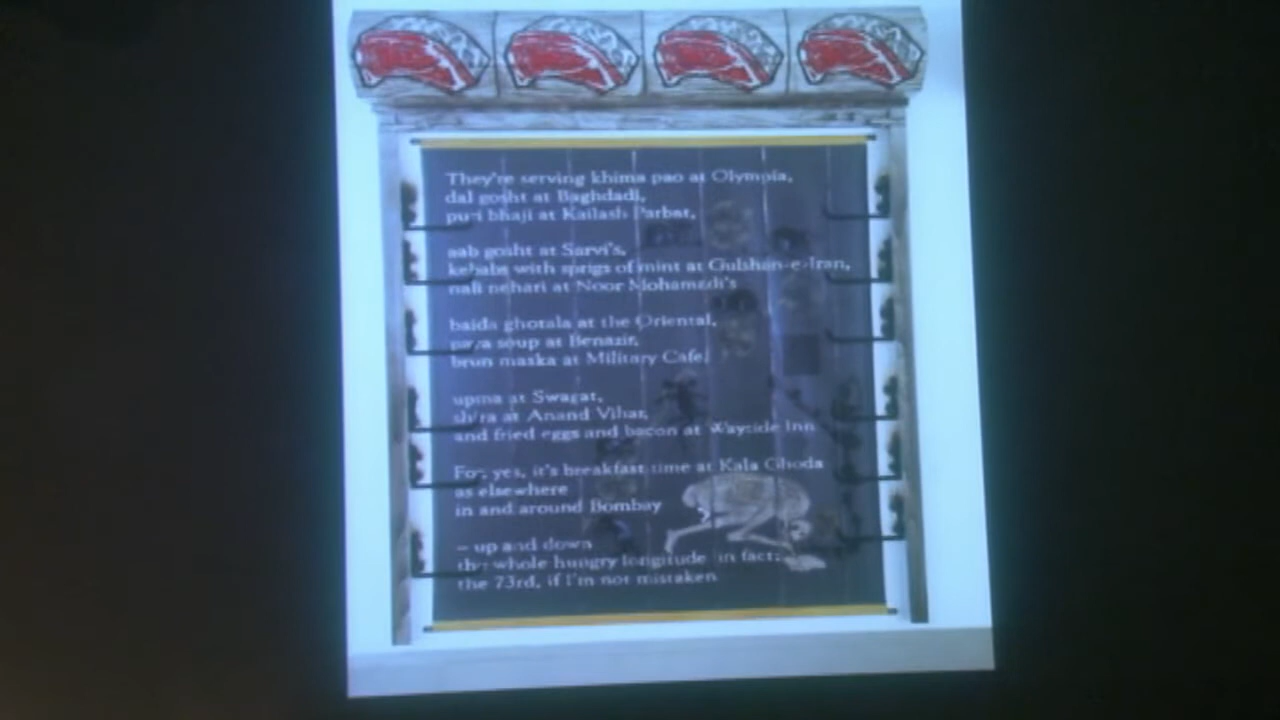 They're serving khima pao at Olympia,
dal gosht at Baghdadi,
puri bhaji at Kailash Parbat,
aab gosht at Sarvi's,
kebabs with sprigs of mint at Gulshan-e-Iran,
nali nehari at Noor Mohamadi's
baida ghotala at the Oriental,
paya soup at Benazir,
brun maska at Military Cafe,
upma at Swagat,
shira at Anand Vihar,
and fried eggs and bacon at Wayside Inn.
For, yes, it's breakfast time at Kala Ghoda
as elsewhere
in and around Bombay
– up and down
the whole hungry longitude in fact;
the 73rd, if I'm not mistaken